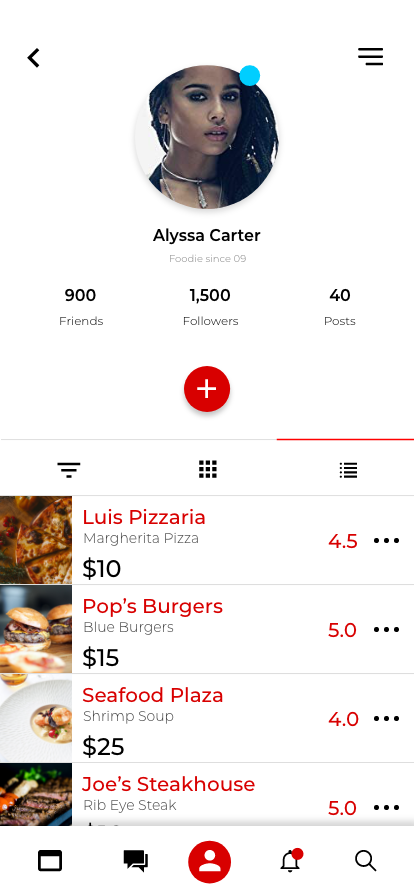 Alyssa Carter
Foodie since 09
900
1,500
40
Friends
Followers
Posts
Luis Pizzaria
Margherita Pizza
4.5
$10
Pop's Burgers
Blue Burgers
5.0
$15
Seafood Plaza
Shrimp Soup
4.0
$25
Joe's Steakhouse
Rib Eye Steak
5.0